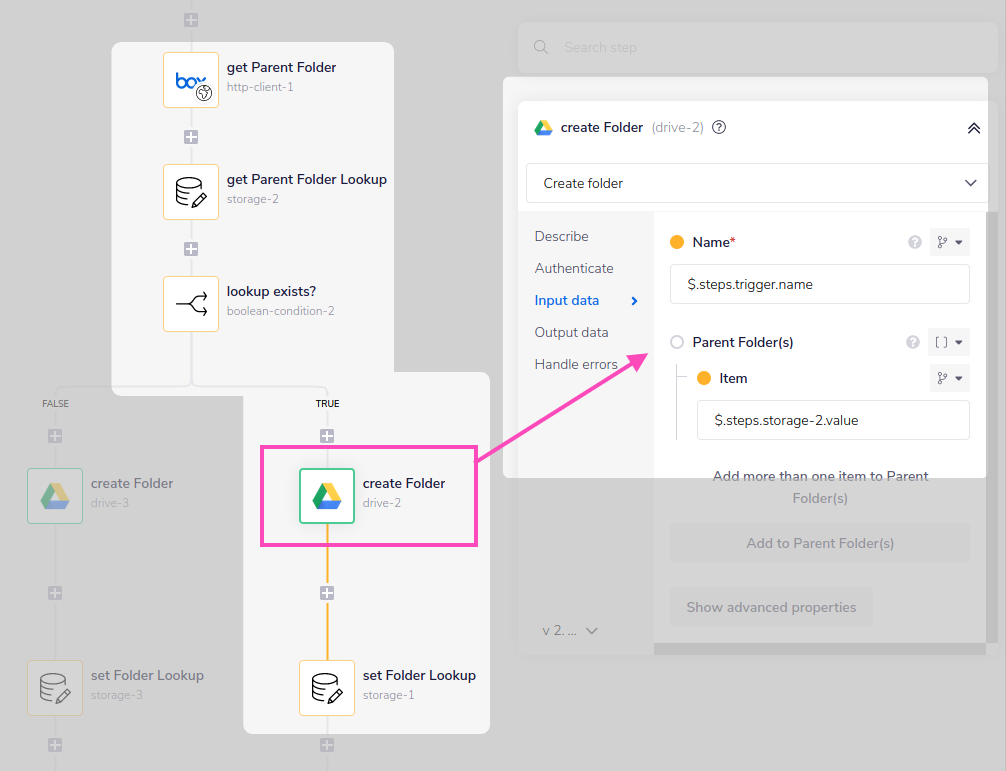 get Parent Folder
http-client-1
box
get Parent Folder Lookup
storage-2
lookup exists?
boolean-condition-2
FALSE
TRUE
create Folder
drive-3
create Folder
drive-2
set Folder Lookup
storage-3
set Folder Lookup
storage-1
Search step
create Folder (drive-2) ?
Create folder
Describe
Authenticate
Input data
Output data
Handle errors
v 2. ...
Name* ?
$.steps.trigger.name
Parent Folder(s) ? [ ]
Item
$.steps.storage-2.value
Add more than one item to Parent
Folder(s)
Add to Parent Folder(s)
Show advanced properties